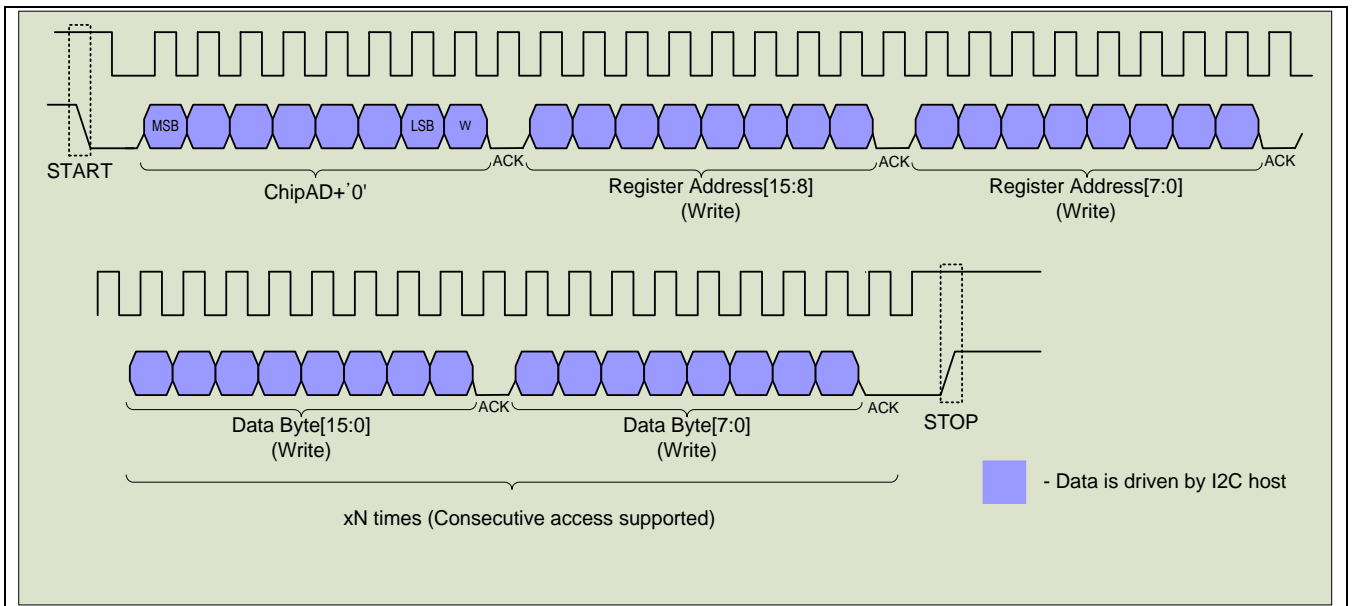 MSB LSB W
START ACK ACK ACK
ChipAD+'0' Register Address[15:8] Register Address[7:0]
(Write) (Write)
ACK ACK
Data Byte[15:0] Data Byte[7:0] STOP
(Write) (Write)
- Data is driven by I2C host
xN times (Consecutive access supported)